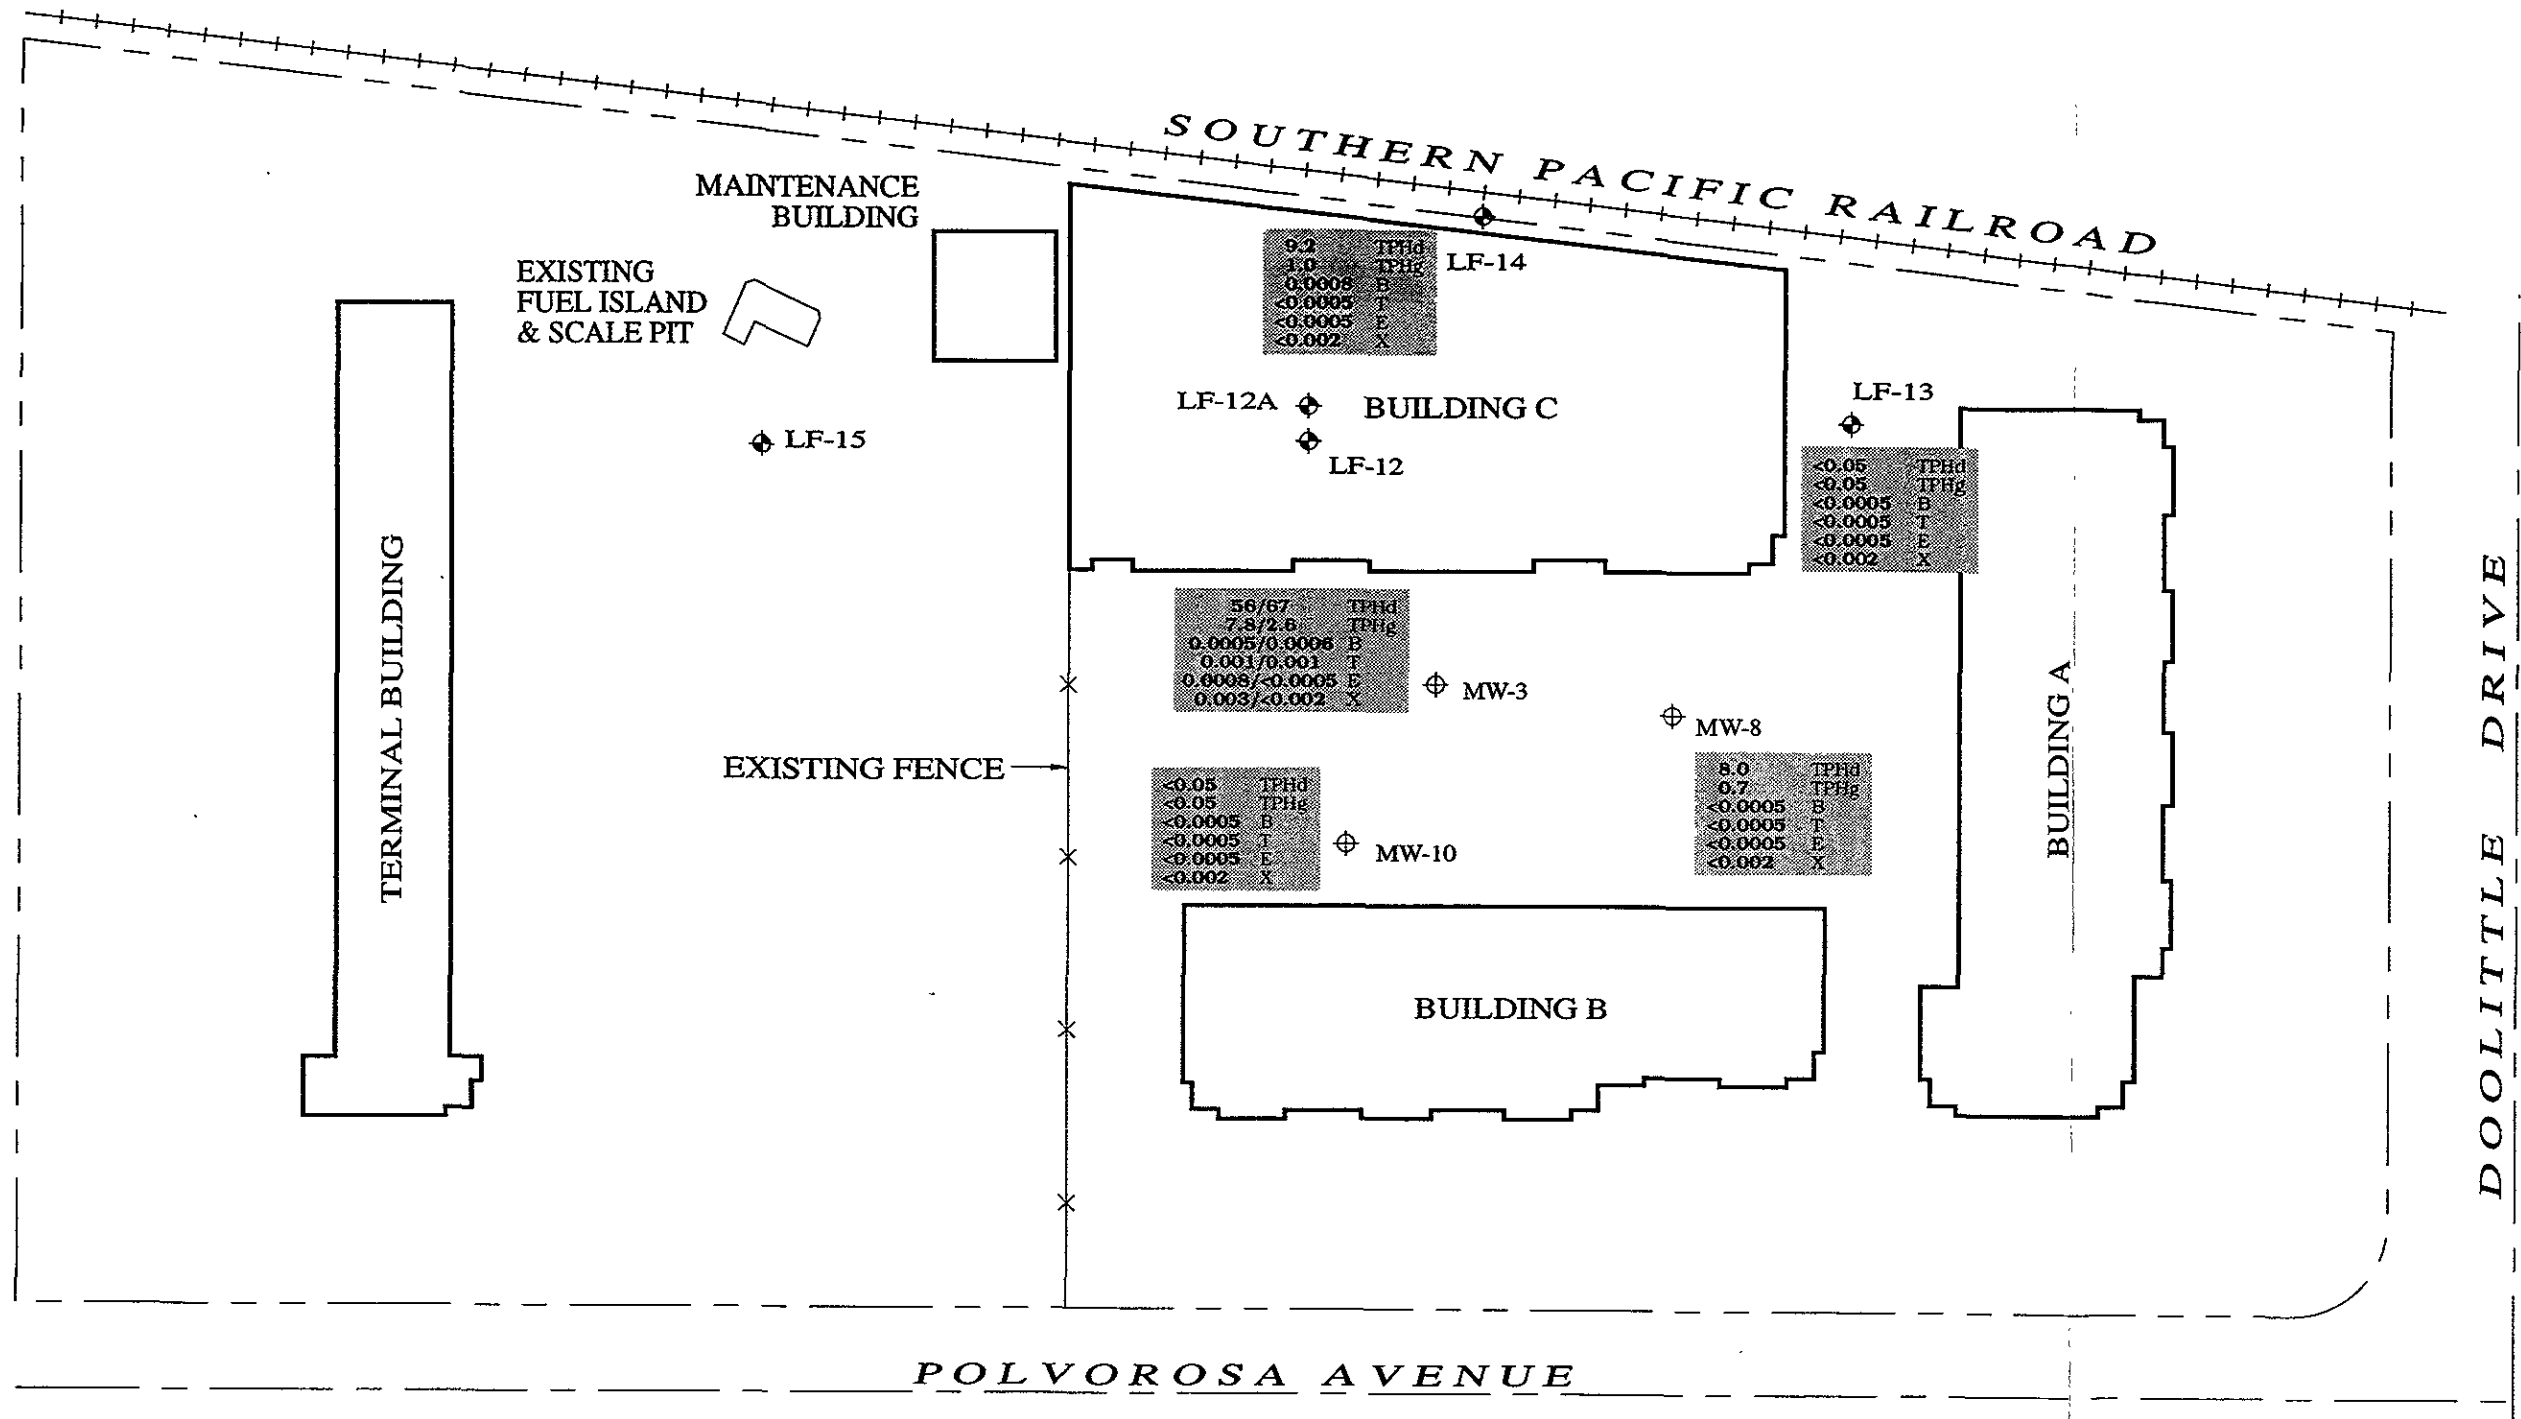 SOUTHERN PACIFIC RAILROAD
MAINTENANCE
BUILDING
EXISTING
FUEL ISLAND
& SCALE PIT
9.2 TPHd
1.0 TPHg
0.0008 B
<0.0005 T
<0.0005 E
<0.002 X
LF-14
LF-12A
BUILDING C
LF-13
LF-15
LF-12
<0.05 TPHd
<0.05 TPHg
<0.0005 B
<0.0005 T
<0.0005 E
<0.002 X
TERMINAL BUILDING
56/67 TPHd
7.8/2.6 TPHg
0.0005/0.0006 B
0.001/0.001 T
0.0008/<0.0005 E
0.003/<0.002 X
MW-3
MW-8
EXISTING FENCE
<0.05 TPHd
<0.05 TPHg
<0.0005 B
<0.0005 T
<0.0005 E
<0.002 X
MW-10
8.0 TPHd
0.7 TPHg
<0.0005 B
<0.0005 T
<0.0005 E
<0.002 X
BUILDING A
BUILDING B
DOOLITTLE DRIVE
POLVOROSA AVENUE